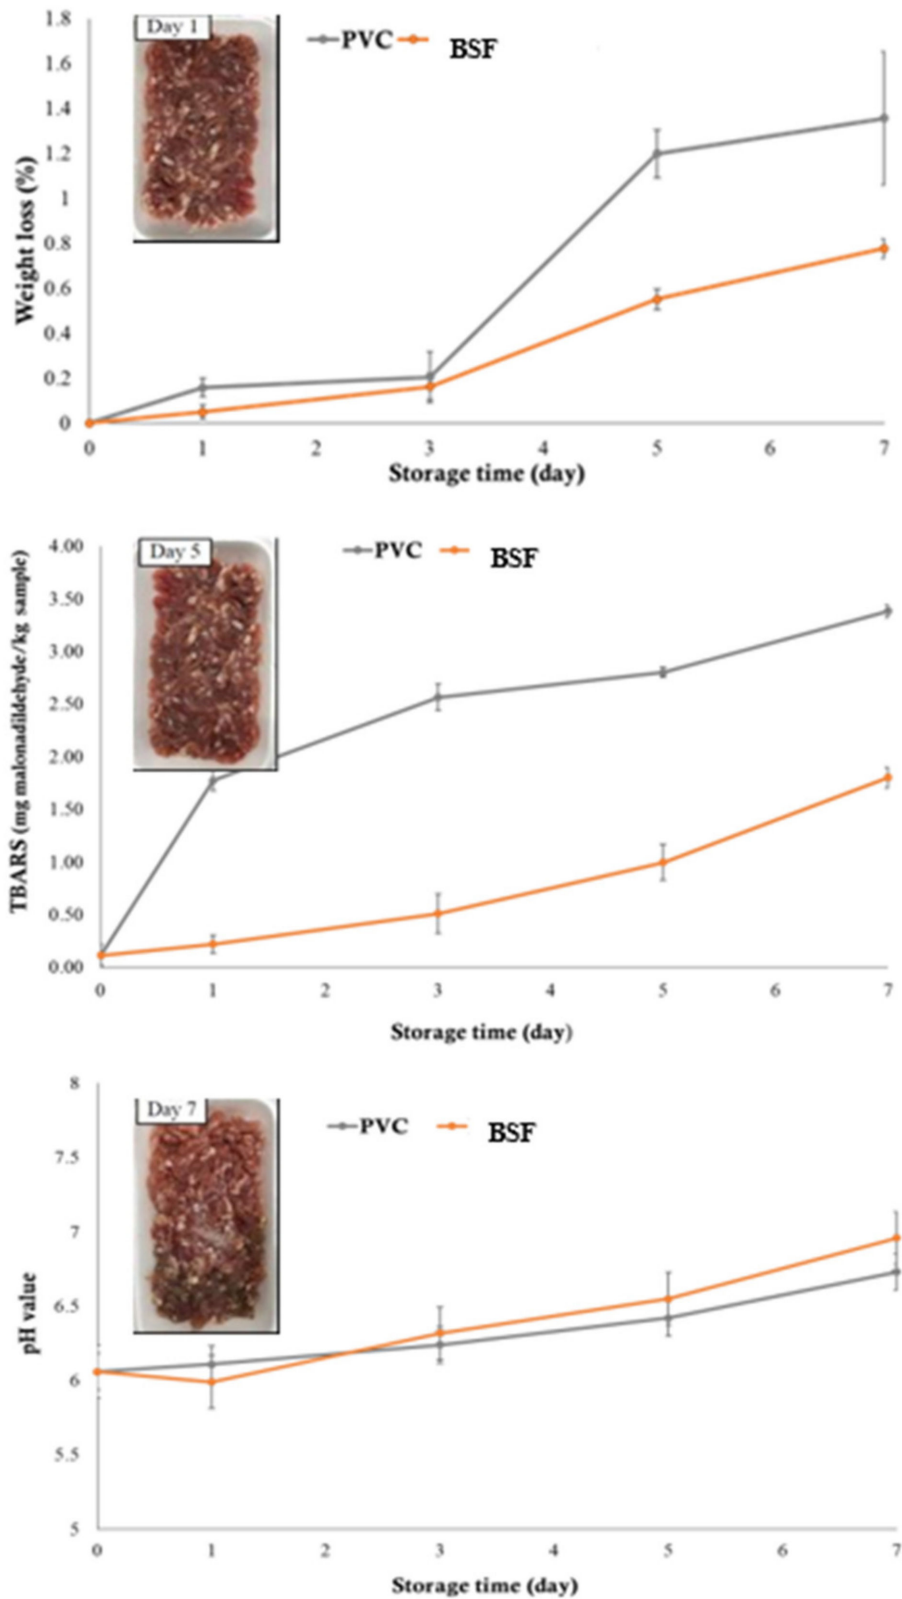 1.8
Day 1
PVC BSF
1.6
1.4
1.2
1
0.8
0.6
0.4
0.2
0
Weight loss (%)
0 1 2 3 4 5 6 7
Storage time (day)
4.00
Day 5
PVC BSF
3.50
3.00
2.50
2.00
1.50
1.00
0.50
0.00
TBARS (mg malonadildehyde/kg sample)
0 1 2 3 4 5 6 7
Storage time (day)
8
Day 7
PVC BSF
7.5
7
6.5
6
5.5
5
pH value
0 1 2 3 4 5 6 7
Storage time (day)